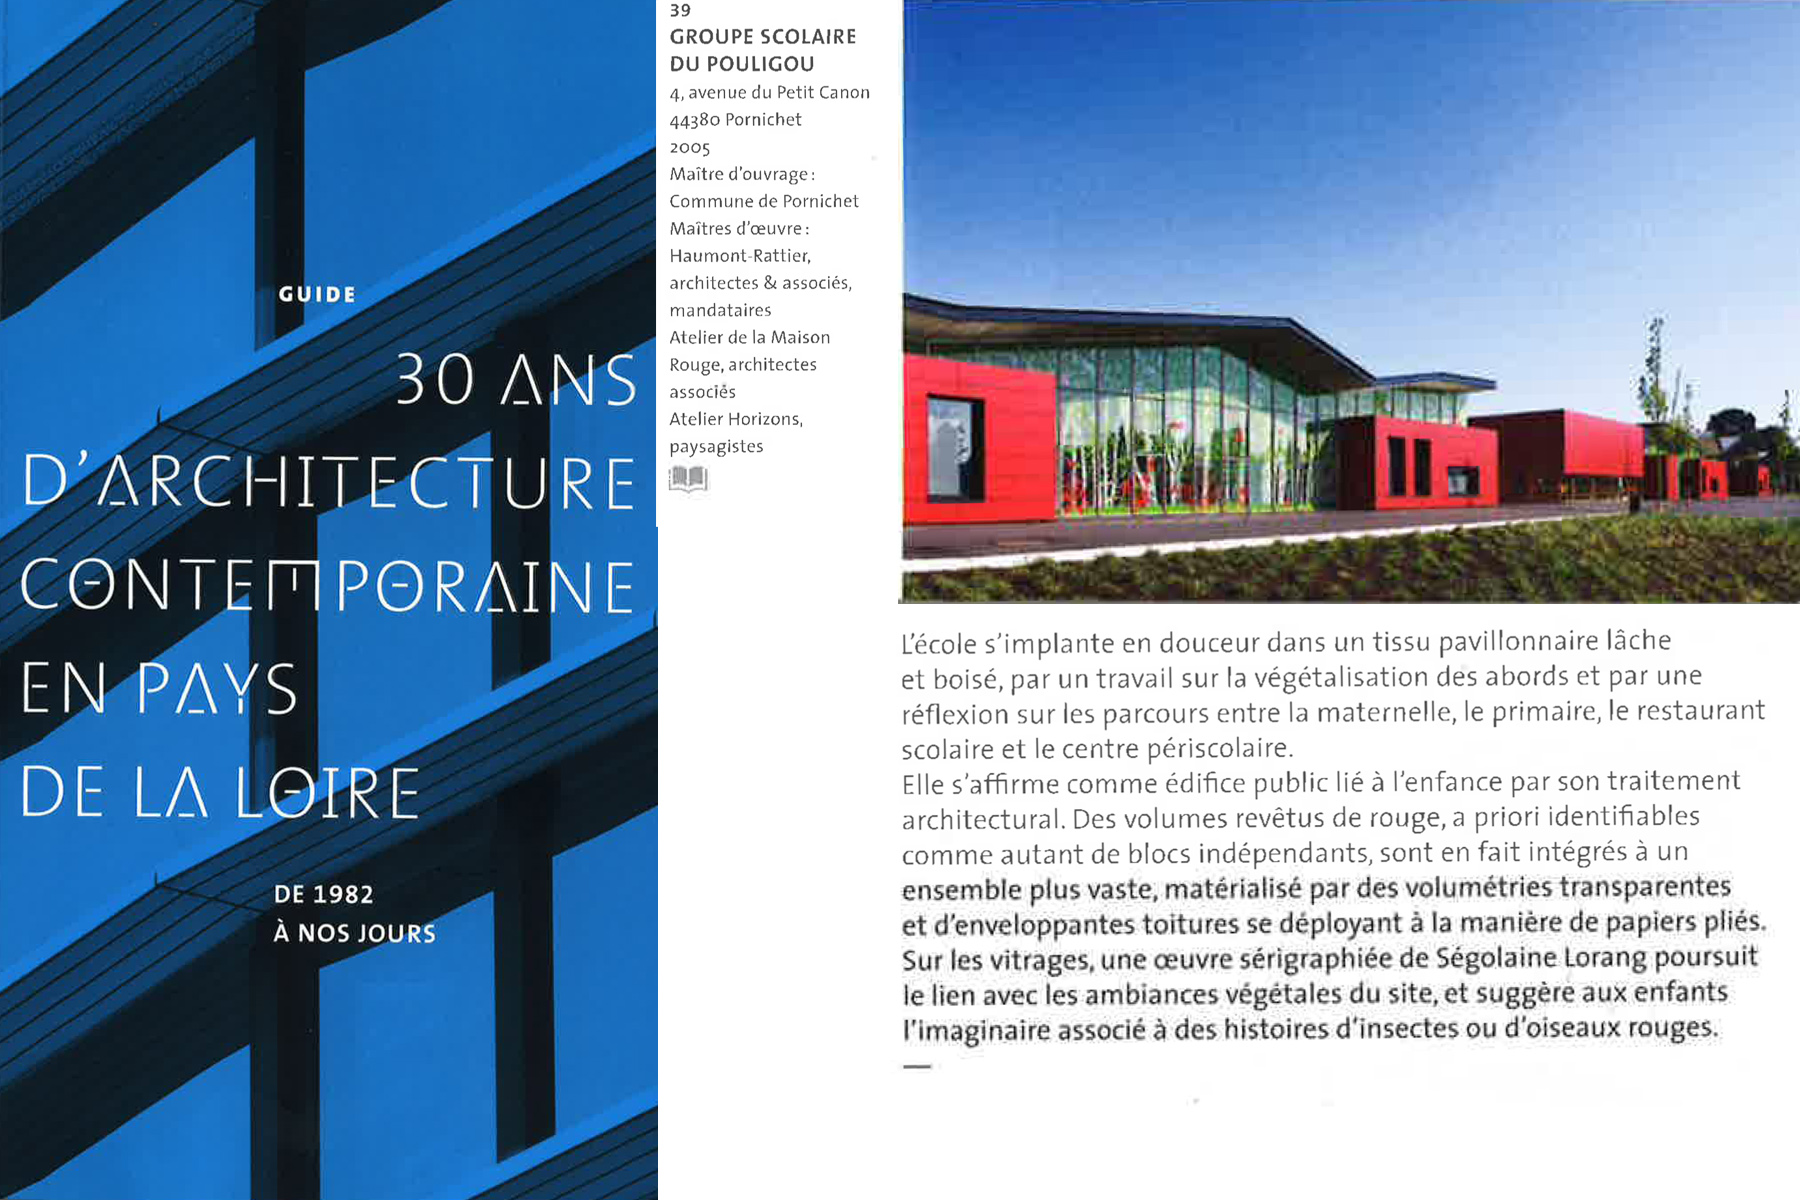 GUIDE
30 ANS
D'ARCHITECTURE
CONTEMPORAINE
EN PAYS
DE LA LOIRE
DE 1982
À NOS JOURS
39
GROUPE SCOLAIRE
DU POULIGOU
4, avenue du Petit Canon
44380 Pornichet
2005
Maître d'ouvrage :
Commune de Pornichet
Maîtres d'œuvre :
Haumont-Rattier,
architectes & associés,
mandataires
Atelier de la Maison
Rouge, architectes
associés
Atelier Horizons,
paysagistes
L'école s'implante en douceur dans un tissu pavillonnaire lâche
et boisé, par un travail sur la végétalisation des abords et par une
réflexion sur les parcours entre la maternelle, le primaire, le restaurant
scolaire et le centre périscolaire.
Elle s'affirme comme édifice public lié à l'enfance par son traitement
architectural. Des volumes revêtus de rouge, a priori identifiables
comme autant de blocs indépendants, sont en fait intégrés à un
ensemble plus vaste, matérialisé par des volumétries transparentes
et d'enveloppantes toitures se déployant à la manière de papiers pliés.
Sur les vitrages, une œuvre sérigraphiée de Ségolaine Lorang poursuit
le lien avec les ambiances végétales du site, et suggère aux enfants
l'imaginaire associé à des histoires d'insectes ou d'oiseaux rouges.